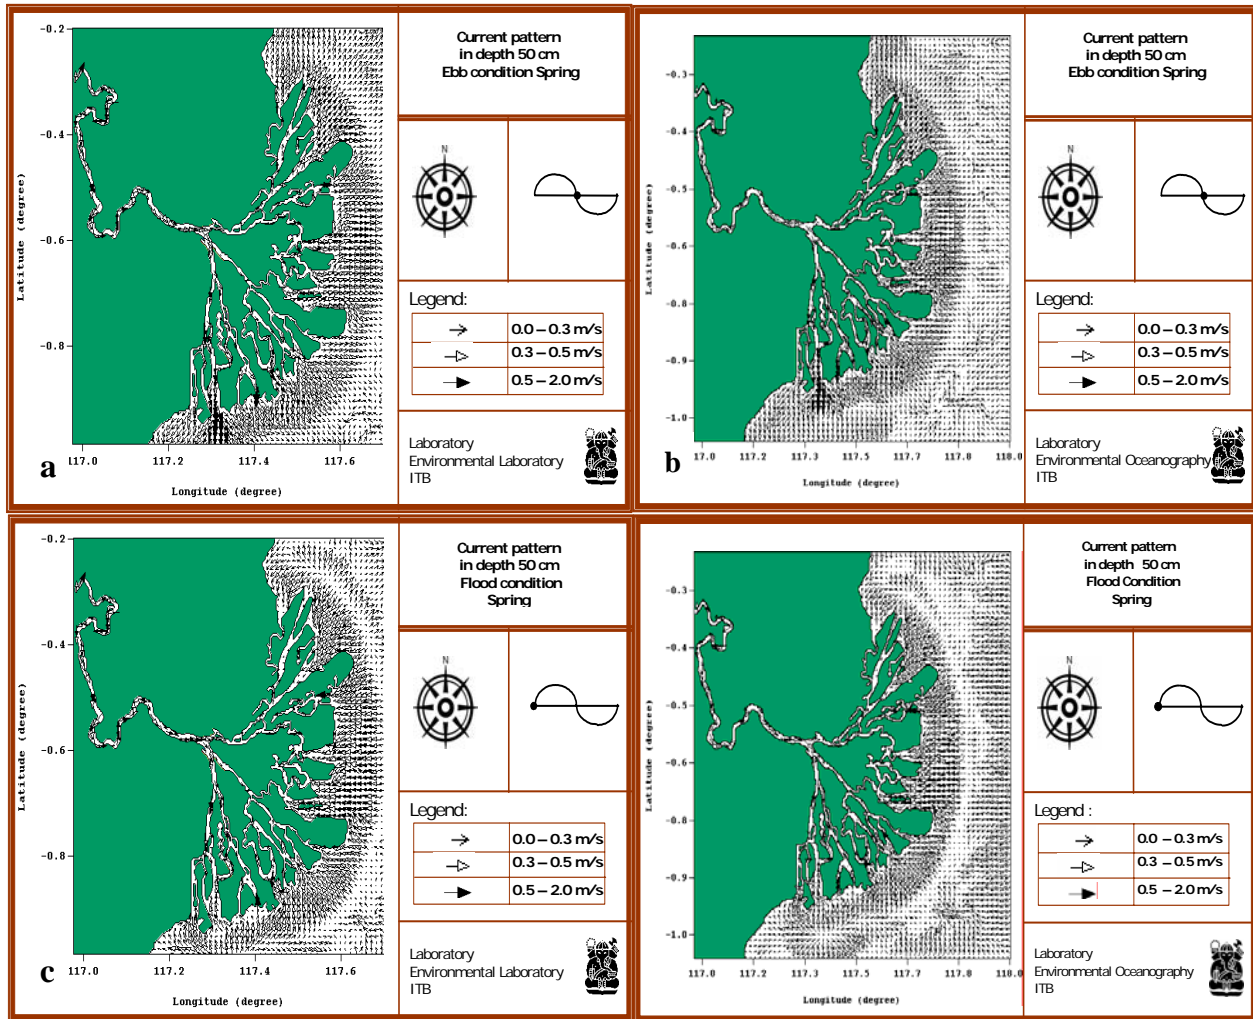 Current pattern
in depth 50 cm
Ebb condition Spring
-0.2
-0.4
-0.6
-0.8
Latitude (degree)
117.0
117.2
117.4
117.6
Longitude (degree)
a
N
Legend:
0.0 – 0.3 m/s
0.3 – 0.5 m/s
0.5 – 2.0 m/s
Laboratory
Environmental Laboratory
ITB
Current pattern
in depth 50 cm
Ebb condition Spring
-0.3
-0.4
-0.5
-0.6
-0.8
-0.9
-1.0
Latitude (degree)
117.0
117.2
117.3
117.5
117.7
117.8
118.0
Longitude (degree)
b
N
Legend:
0.0 – 0.3 m/s
0.3 – 0.5 m/s
0.5 – 2.0 m/s
Laboratory
Environmental Oceanography
ITB
Current pattern
in depth 50 cm
Flood condition
Spring
-0.2
-0.4
-0.6
-0.8
Latitude (degree)
117.0
117.2
117.4
117.6
Longitude (degree)
c
N
Legend:
0.0 – 0.3 m/s
0.3 – 0.5 m/s
0.5 – 2.0 m/s
Laboratory
Environmental Laboratory
ITB
Current pattern
in depth 50 cm
Flood Condition
Spring
-0.3
-0.4
-0.5
-0.6
-0.8
-0.9
-1.0
Latitude (degree)
117.0
117.2
117.3
117.5
117.7
117.8
118.0
Longitude (degree)
N
Legend :
0.0 – 0.3 m/s
0.3 – 0.5 m/s
0.5 – 2.0 m/s
Laboratory
Environmental Oceanography
ITB